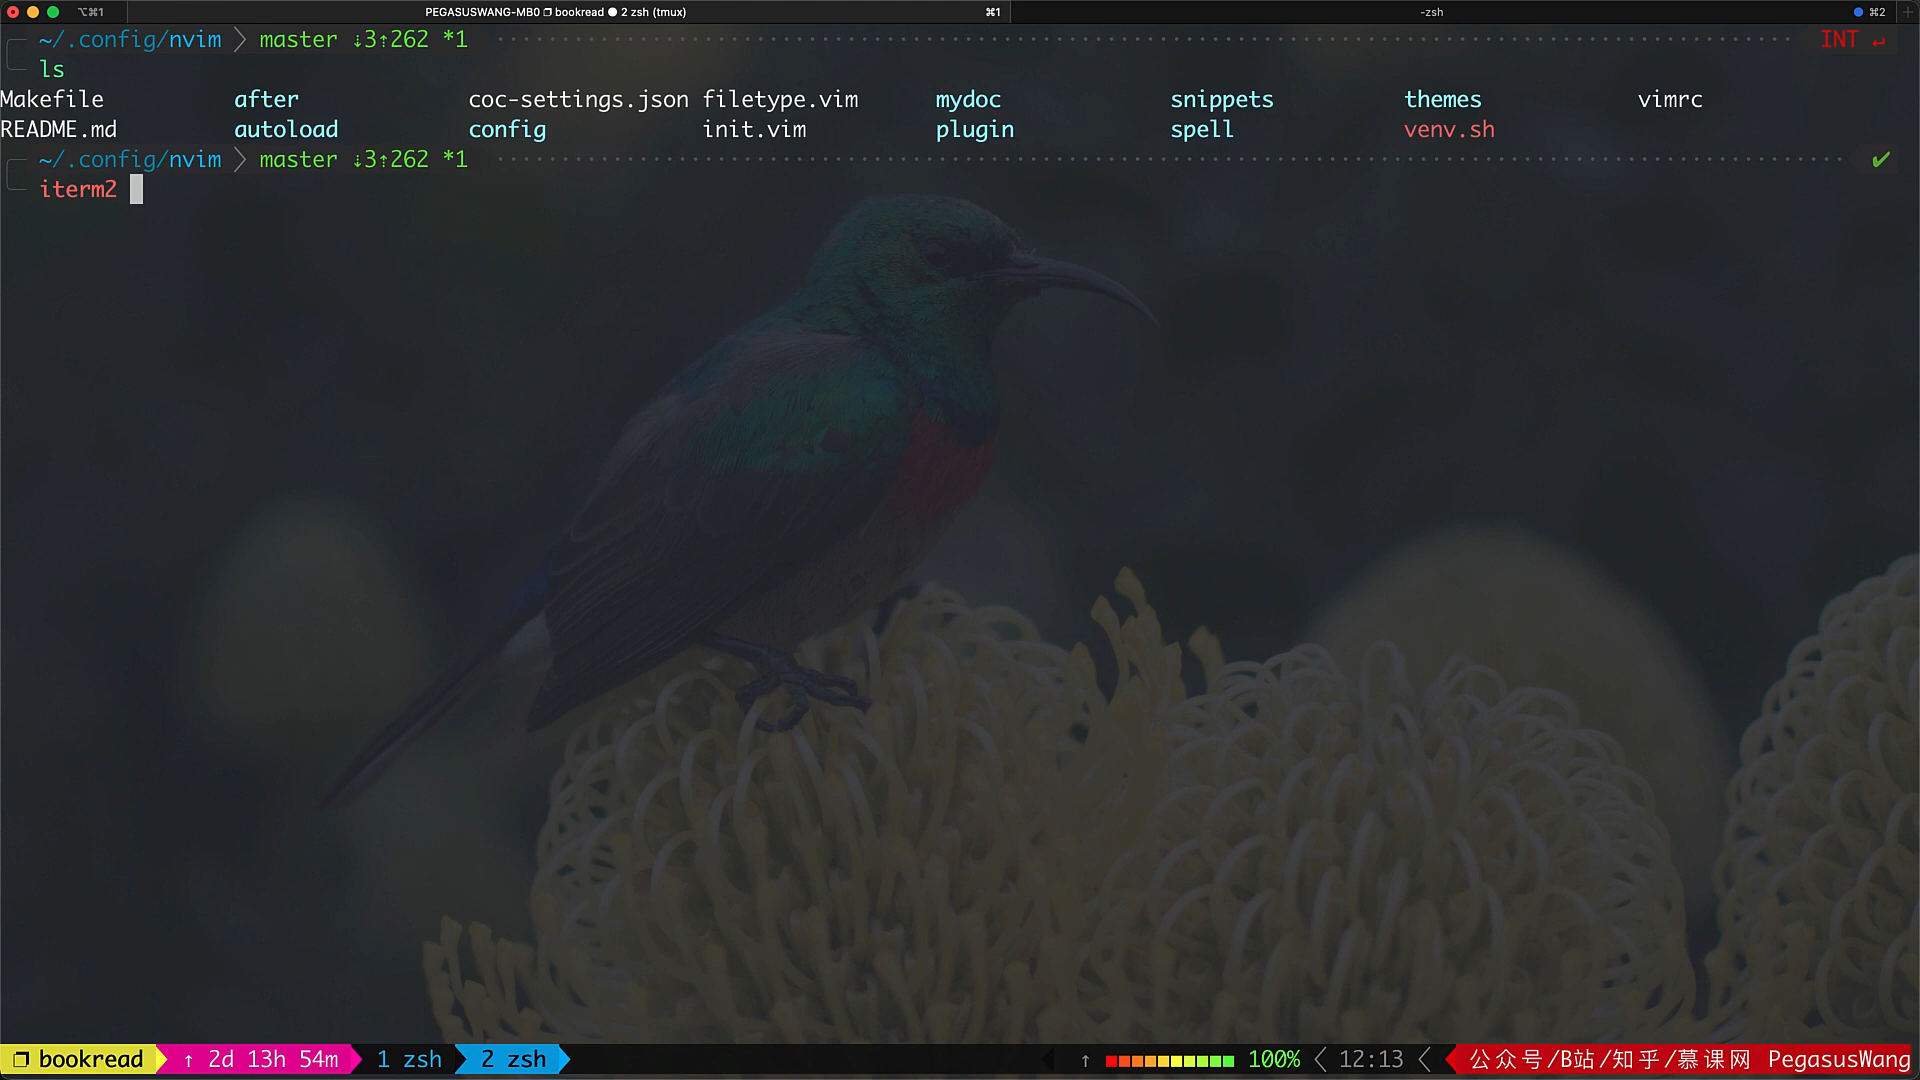 ⌥⌘1 PEGASUSWANG-MB0 ❐ bookread ● 2 zsh (tmux) ⌘1 -zsh ⌘2
~/.config/nvim master ⇣3⇡262 *1 INT ↵
ls
Makefile after coc-settings.json filetype.vim mydoc snippets themes vimrc
README.md autoload config init.vim plugin spell venv.sh
~/.config/nvim master ⇣3⇡262 *1 ✔
iterm2
❐ bookread ↑ 2d 13h 54m 1 zsh 2 zsh ↑ 100% 12:13 公众号/B站/知乎/慕课网 PegasusWang